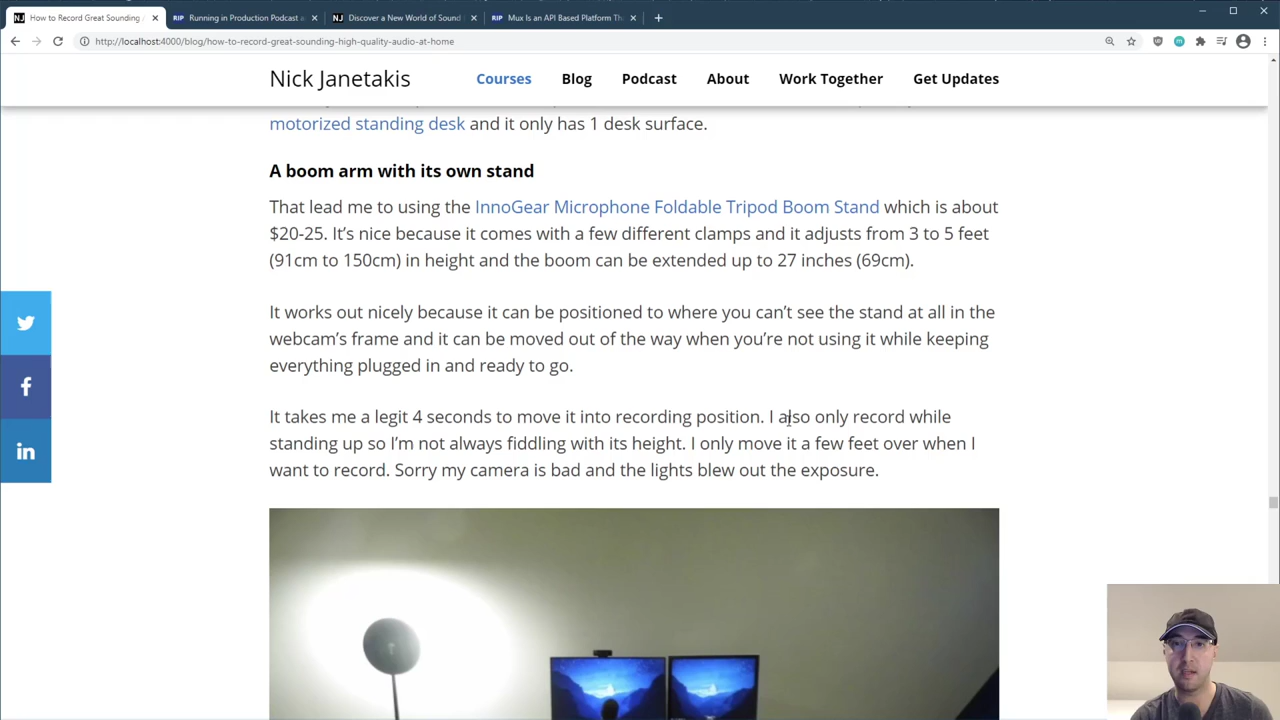 How to Record Great Sounding
Running in Production Podcast
Discover a New World of Sound
Mux Is an API Based Platform Th
http://localhost:4000/blog/how-to-record-great-sounding-high-quality-audio-at-home
Nick Janetakis
Courses
Blog
Podcast
About
Work Together
Get Updates
motorized standing desk and it only has 1 desk surface.
A boom arm with its own stand
That lead me to using the InnoGear Microphone Foldable Tripod Boom Stand which is about
$20-25. It’s nice because it comes with a few different clamps and it adjusts from 3 to 5 feet
(91cm to 150cm) in height and the boom can be extended up to 27 inches (69cm).
It works out nicely because it can be positioned to where you can’t see the stand at all in the
webcam’s frame and it can be moved out of the way when you’re not using it while keeping
everything plugged in and ready to go.
It takes me a legit 4 seconds to move it into recording position. I also only record while
standing up so I’m not always fiddling with its height. I only move it a few feet over when I
want to record. Sorry my camera is bad and the lights blew out the exposure.